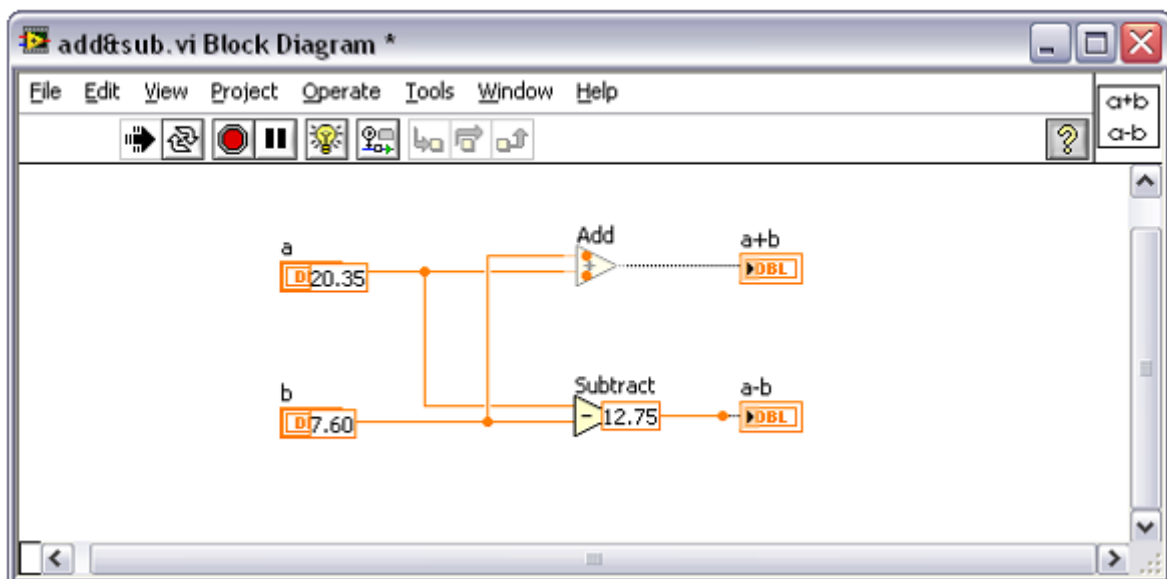 add&sub.vi Block Diagram *
File Edit View Project Operate Tools Window Help
a+b
a-b
?
a
20.35
Add
+
a+b
DBL
b
7.60
Subtract
-
12.75
a-b
DBL